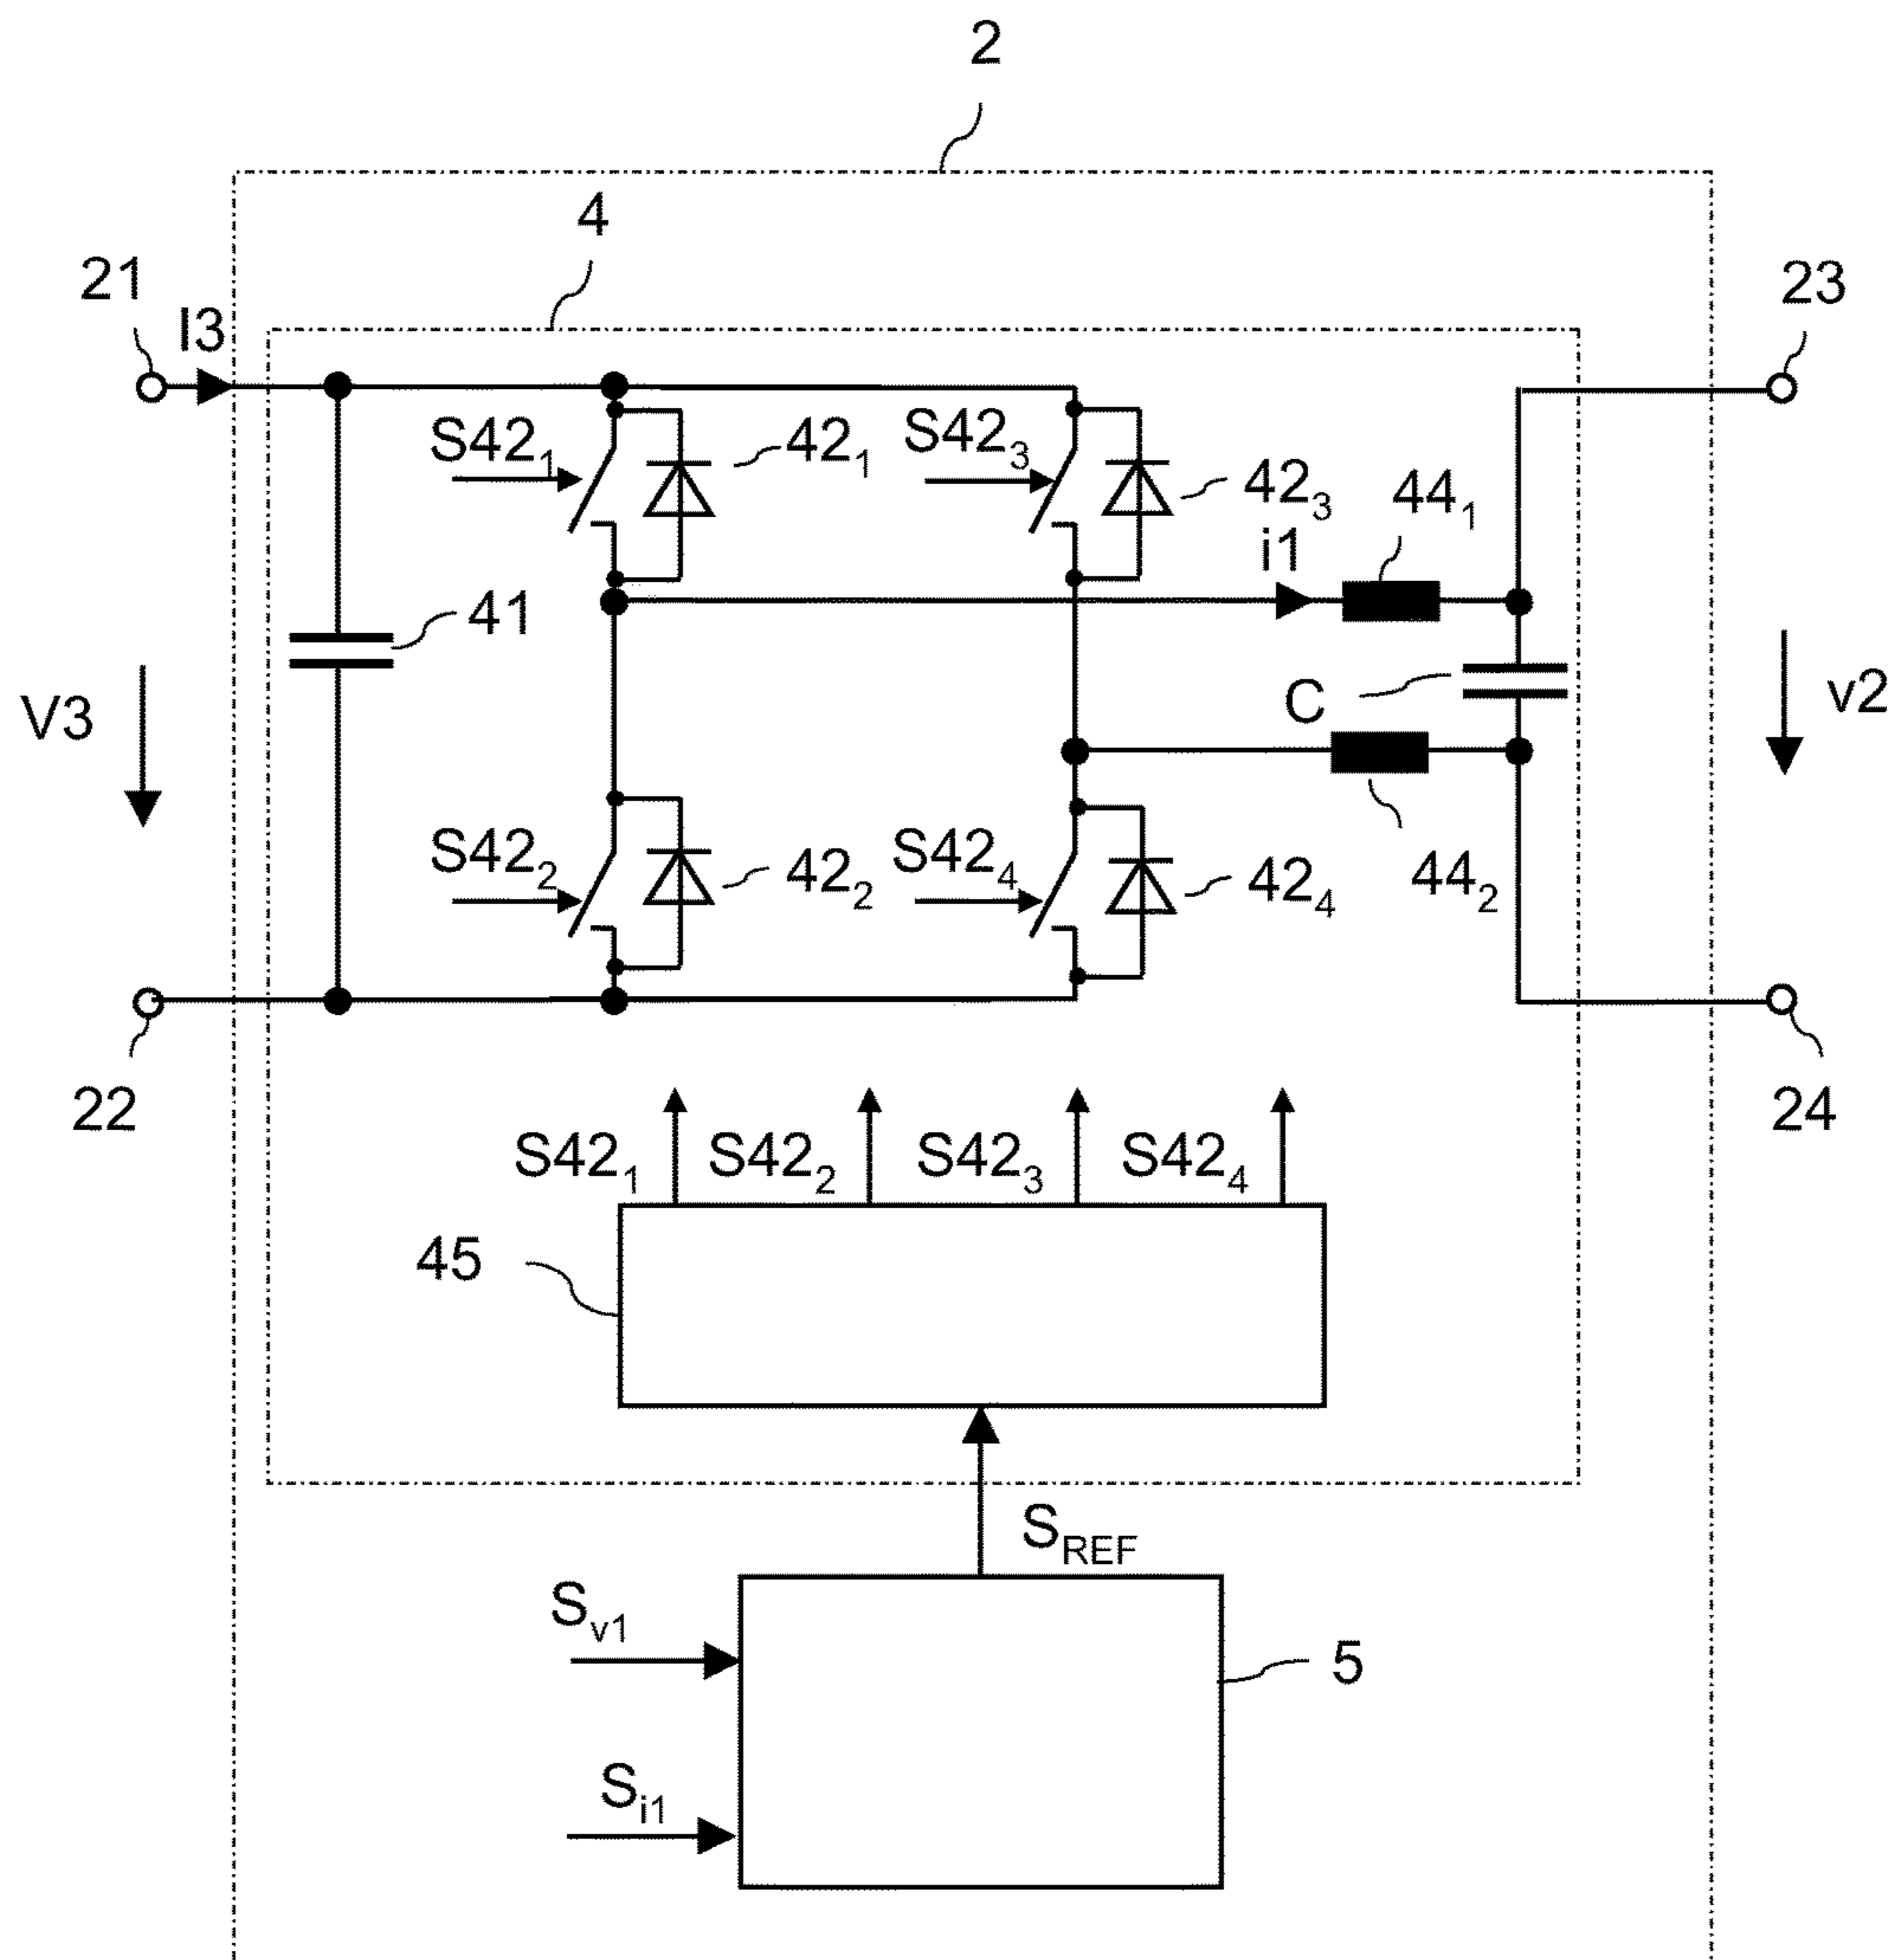 2
4
21
I3
23
S42₁
42₁
S42₃
42₃
44₁
i1
41
V3
C
v2
S42₂
42₂
S42₄
42₄
44₂
22
24
S42₁
S42₂
S42₃
S42₄
45
S_REF
S_v1
5
S_i1